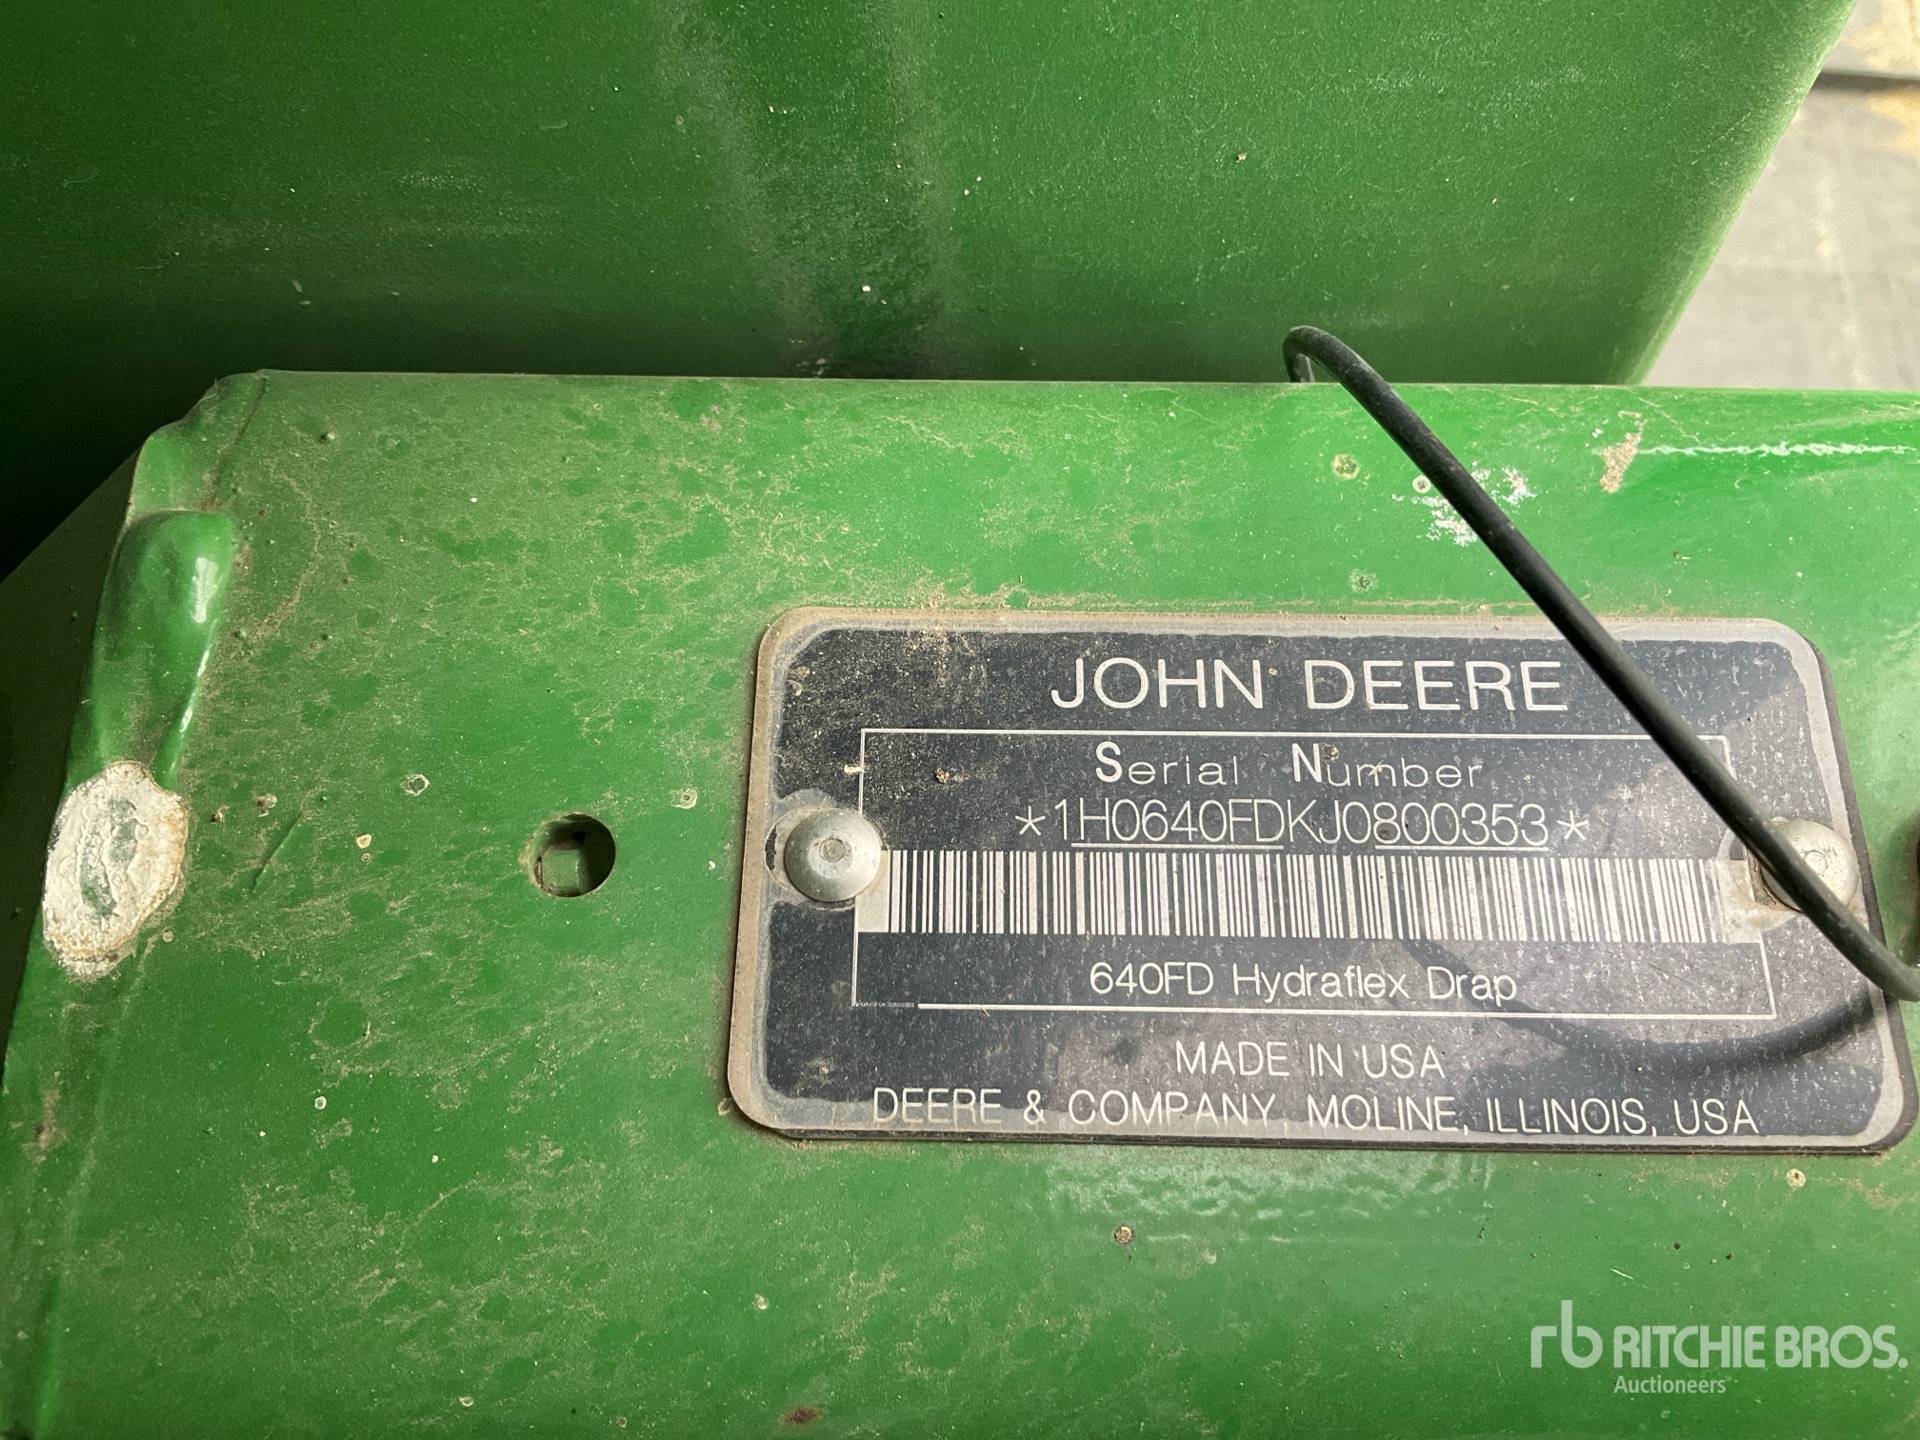 JOHN DEERE
Serial Number
*1H0640FDKJ0800353*
640FD Hydraflex Drap
MADE IN USA
DEERE & COMPANY, MOLINE, ILLINOIS, USA
rb RITCHIE BROS.
Auctioneers